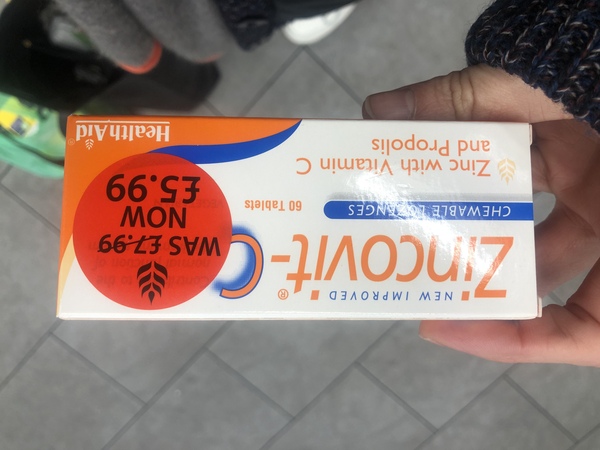 NEW IMPROVED
Zincovit-C®
CHEWABLE LOZENGES
60 Tablets
Zinc with Vitamin C
and Propolis
WAS £7.99
NOW
£5.99
HealthAid®